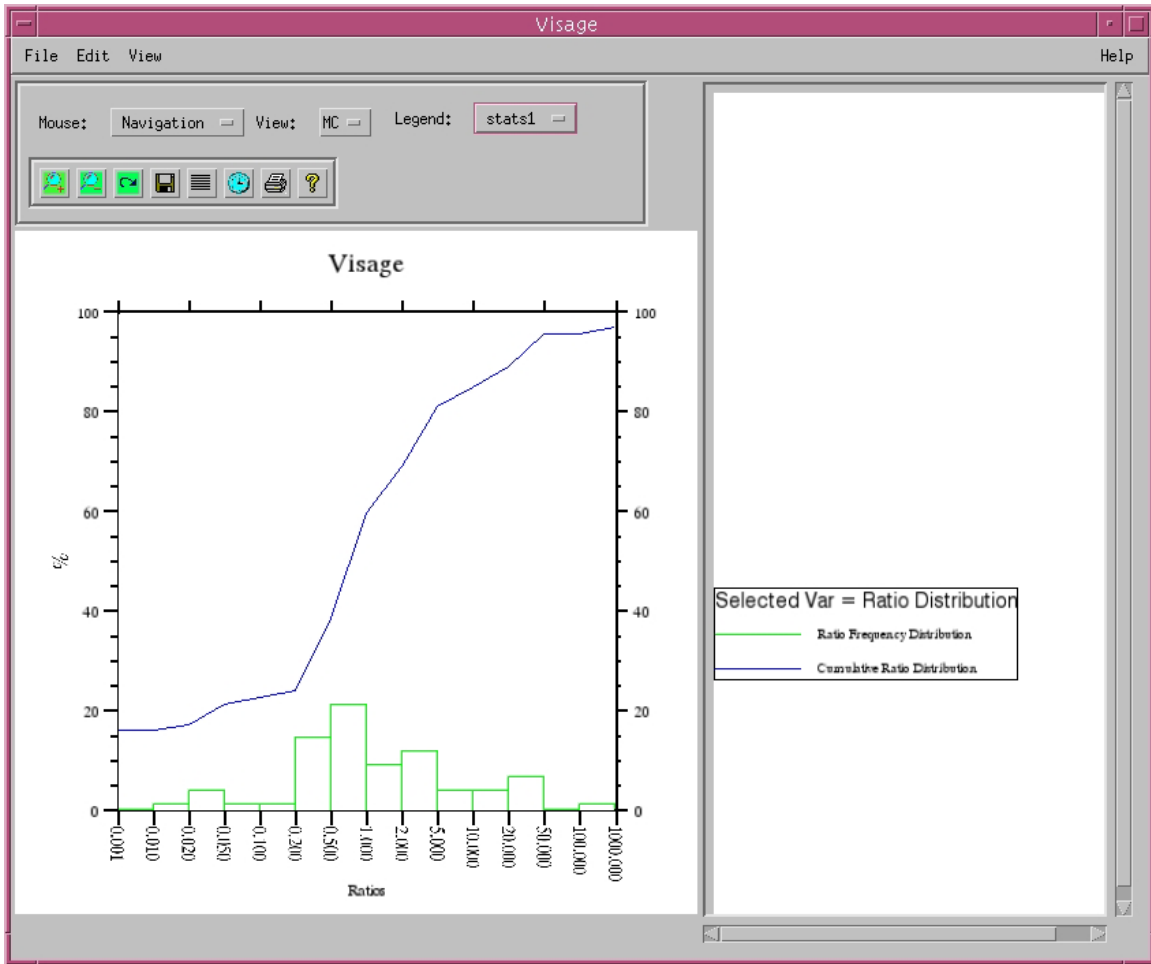 Visage
File Edit View Help
Mouse: Navigation View: MC Legend: stats1
Visage
100 100
80 80
60 60
%
40 40
20 20
0 0
0.001 0.010 0.020 0.050 0.100 0.200 0.500 1.000 2.000 5.000 10.000 20.000 50.000 100.000 1000.000
Ratios
Selected Var = Ratio Distribution
Ratio Frequency Distribution
Cumulative Ratio Distribution